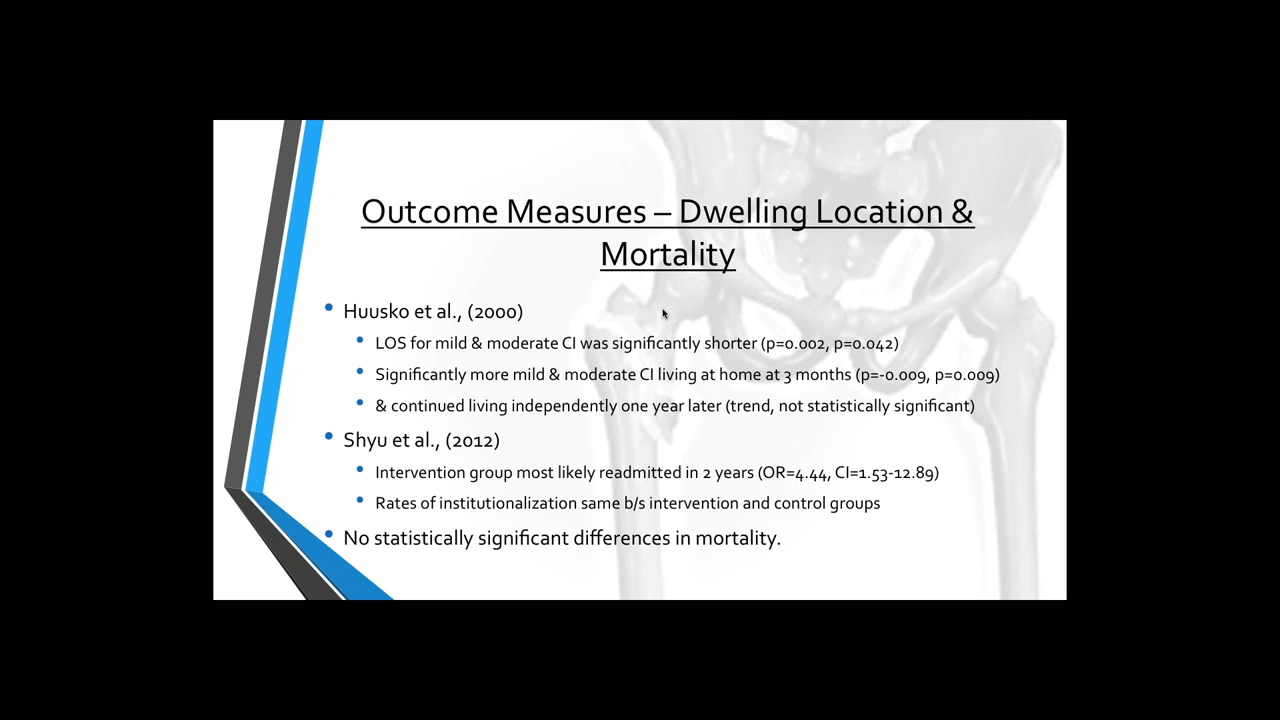 Outcome Measures – Dwelling Location &
Mortality
• Huusko et al., (2000)
• LOS for mild & moderate CI was significantly shorter (p=0.002, p=0.042)
• Significantly more mild & moderate CI living at home at 3 months (p=-0.009, p=0.009)
• & continued living independently one year later (trend, not statistically significant)
• Shyu et al., (2012)
• Intervention group most likely readmitted in 2 years (OR=4.44, CI=1.53-12.89)
• Rates of institutionalization same b/s intervention and control groups
• No statistically significant differences in mortality.